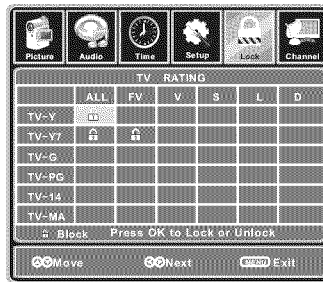 Picture Audio Time Setup Lock Channel
TV RATING
ALL FV V S L D
TV-Y
TV-Y7
TV-G
TV-PG
TV-14
TV-MA
Block Press OK to Lock or Unlock
Move Next MENU Exit